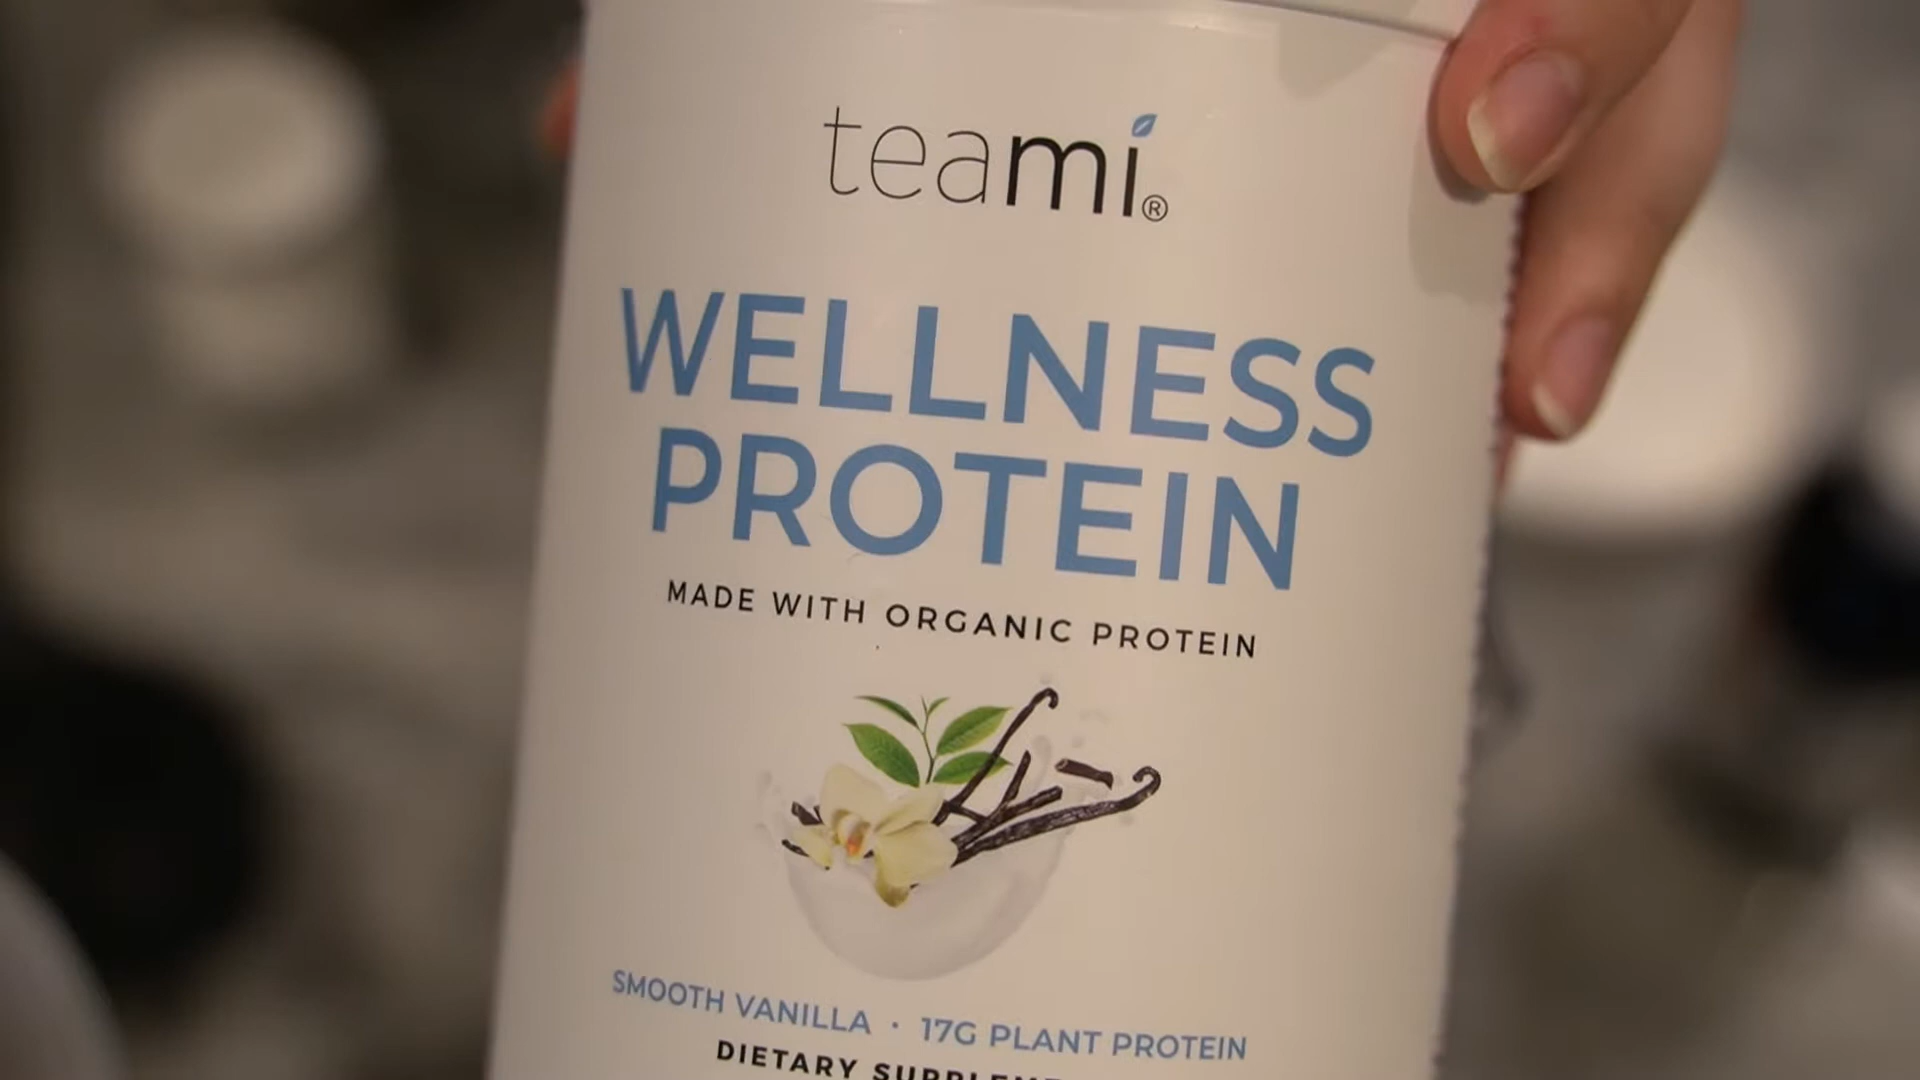 teami®
WELLNESS
PROTEIN
MADE WITH ORGANIC PROTEIN
SMOOTH VANILLA · 17G PLANT PROTEIN
DIETARY